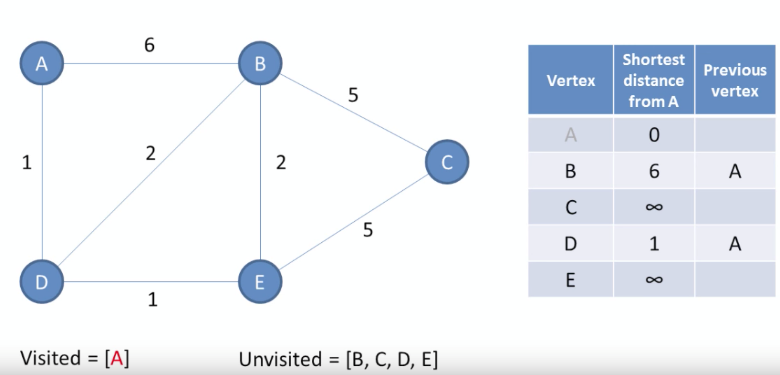 6
A
B
5
1
2
2
C
5
D
E
1
Vertex Shortest distance from A Previous vertex
A 0
B 6 A
C ∞
D 1 A
E ∞
Visited = [A] Unvisited = [B, C, D, E]